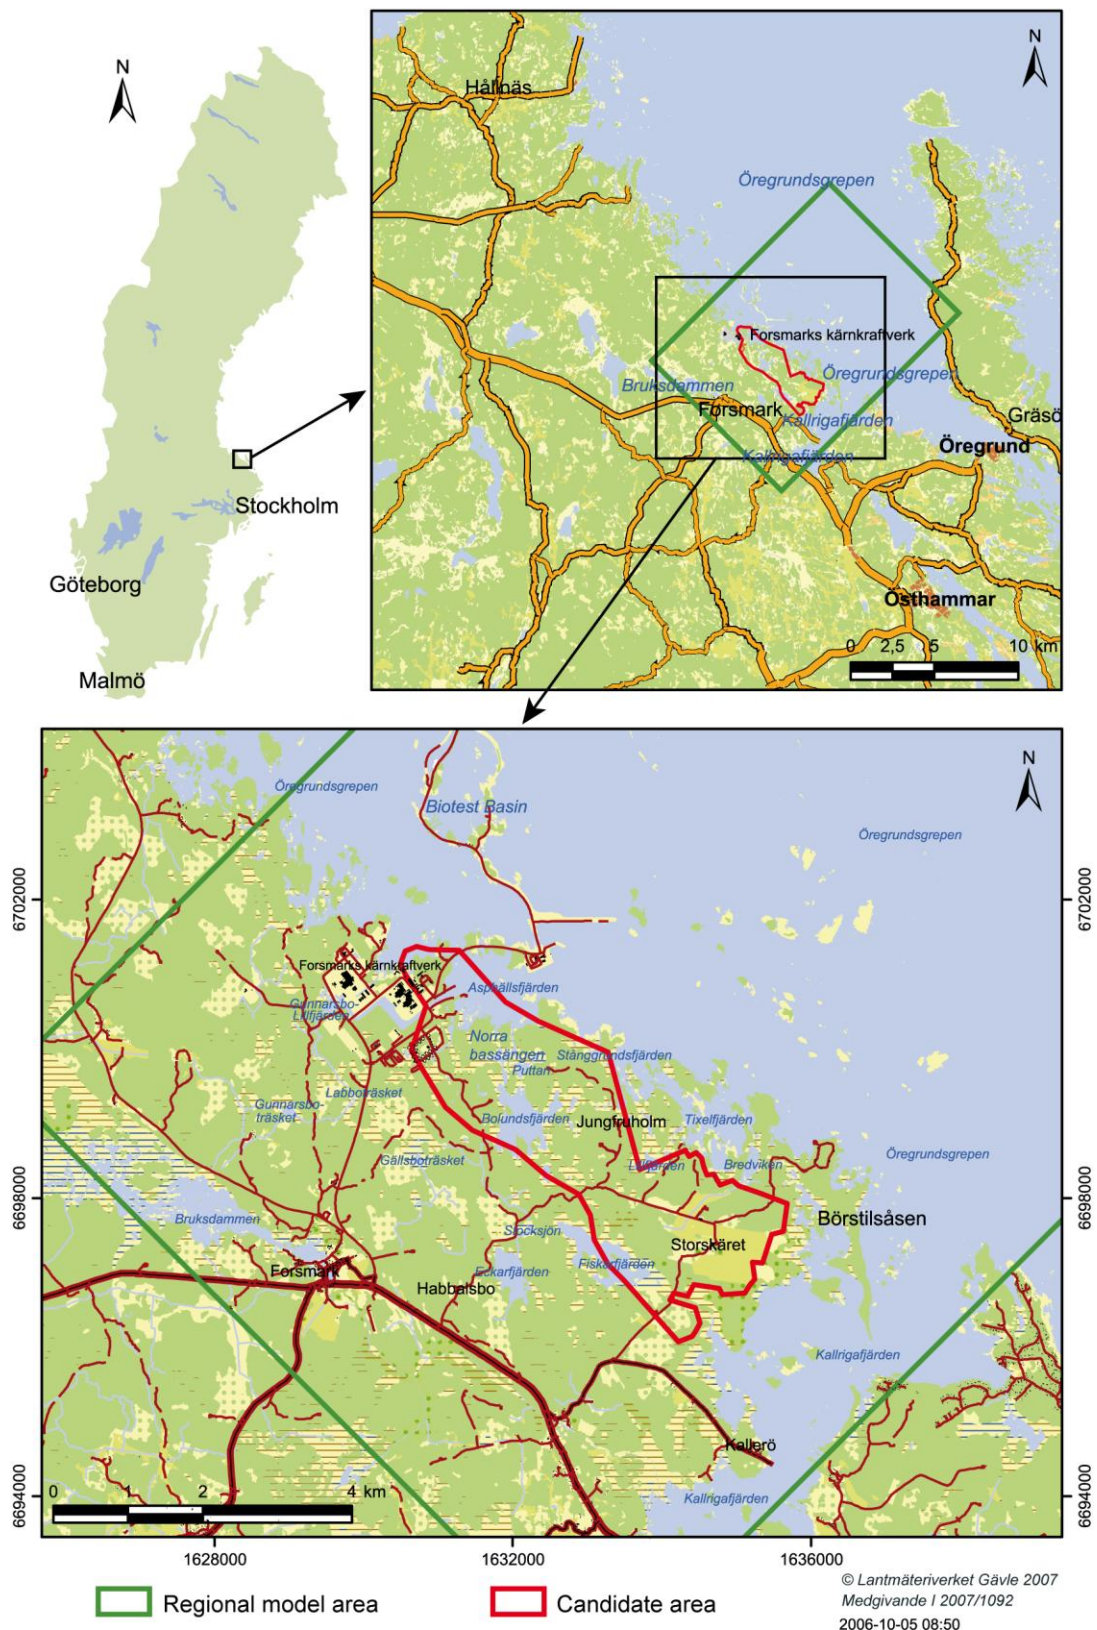 N
Stockholm
Göteborg
Malmö
N
Hållnäs
Öregrundsgrepen
Forsmarks kärnkraftverk
Öregrundsgrepen
Bruksdammen
Forsmark
Kallrigafjärden
Gräsö
Öregrund
Kallrigafjärden
Östhammar
0 2,5 5 10 km
N
Öregrundsgrepen
Biotest Basin
Öregrundsgrepen
6702000
6702000
Forsmarks kärnkraftverk
Asphällsfjärden
Gunnarsbo-
Lillfjärden
Norra
bassängen
Stånggrundsfjärden
Puttan
Labboträsket
Gunnarsbo-
träsket
Bolundsfjärden
Jungfruholm
Tixelfjärden
Gällsboträsket
Lillfjärden
Bredviken
Öregrundsgrepen
6698000
6698000
Bruksdammen
Stocksjön
Börstilsåsen
Storskäret
Forsmark
Eckarfjärden
Fiskarfjärden
Habbalsbo
Kallrigafjärden
Kallerö
Kallrigafjärden
6694000
6694000
0 1 2 4 km
1628000
1632000
1636000
Regional model area
Candidate area
© Lantmäteriverket Gävle 2007
Medgivande I 2007/1092
2006-10-05 08:50